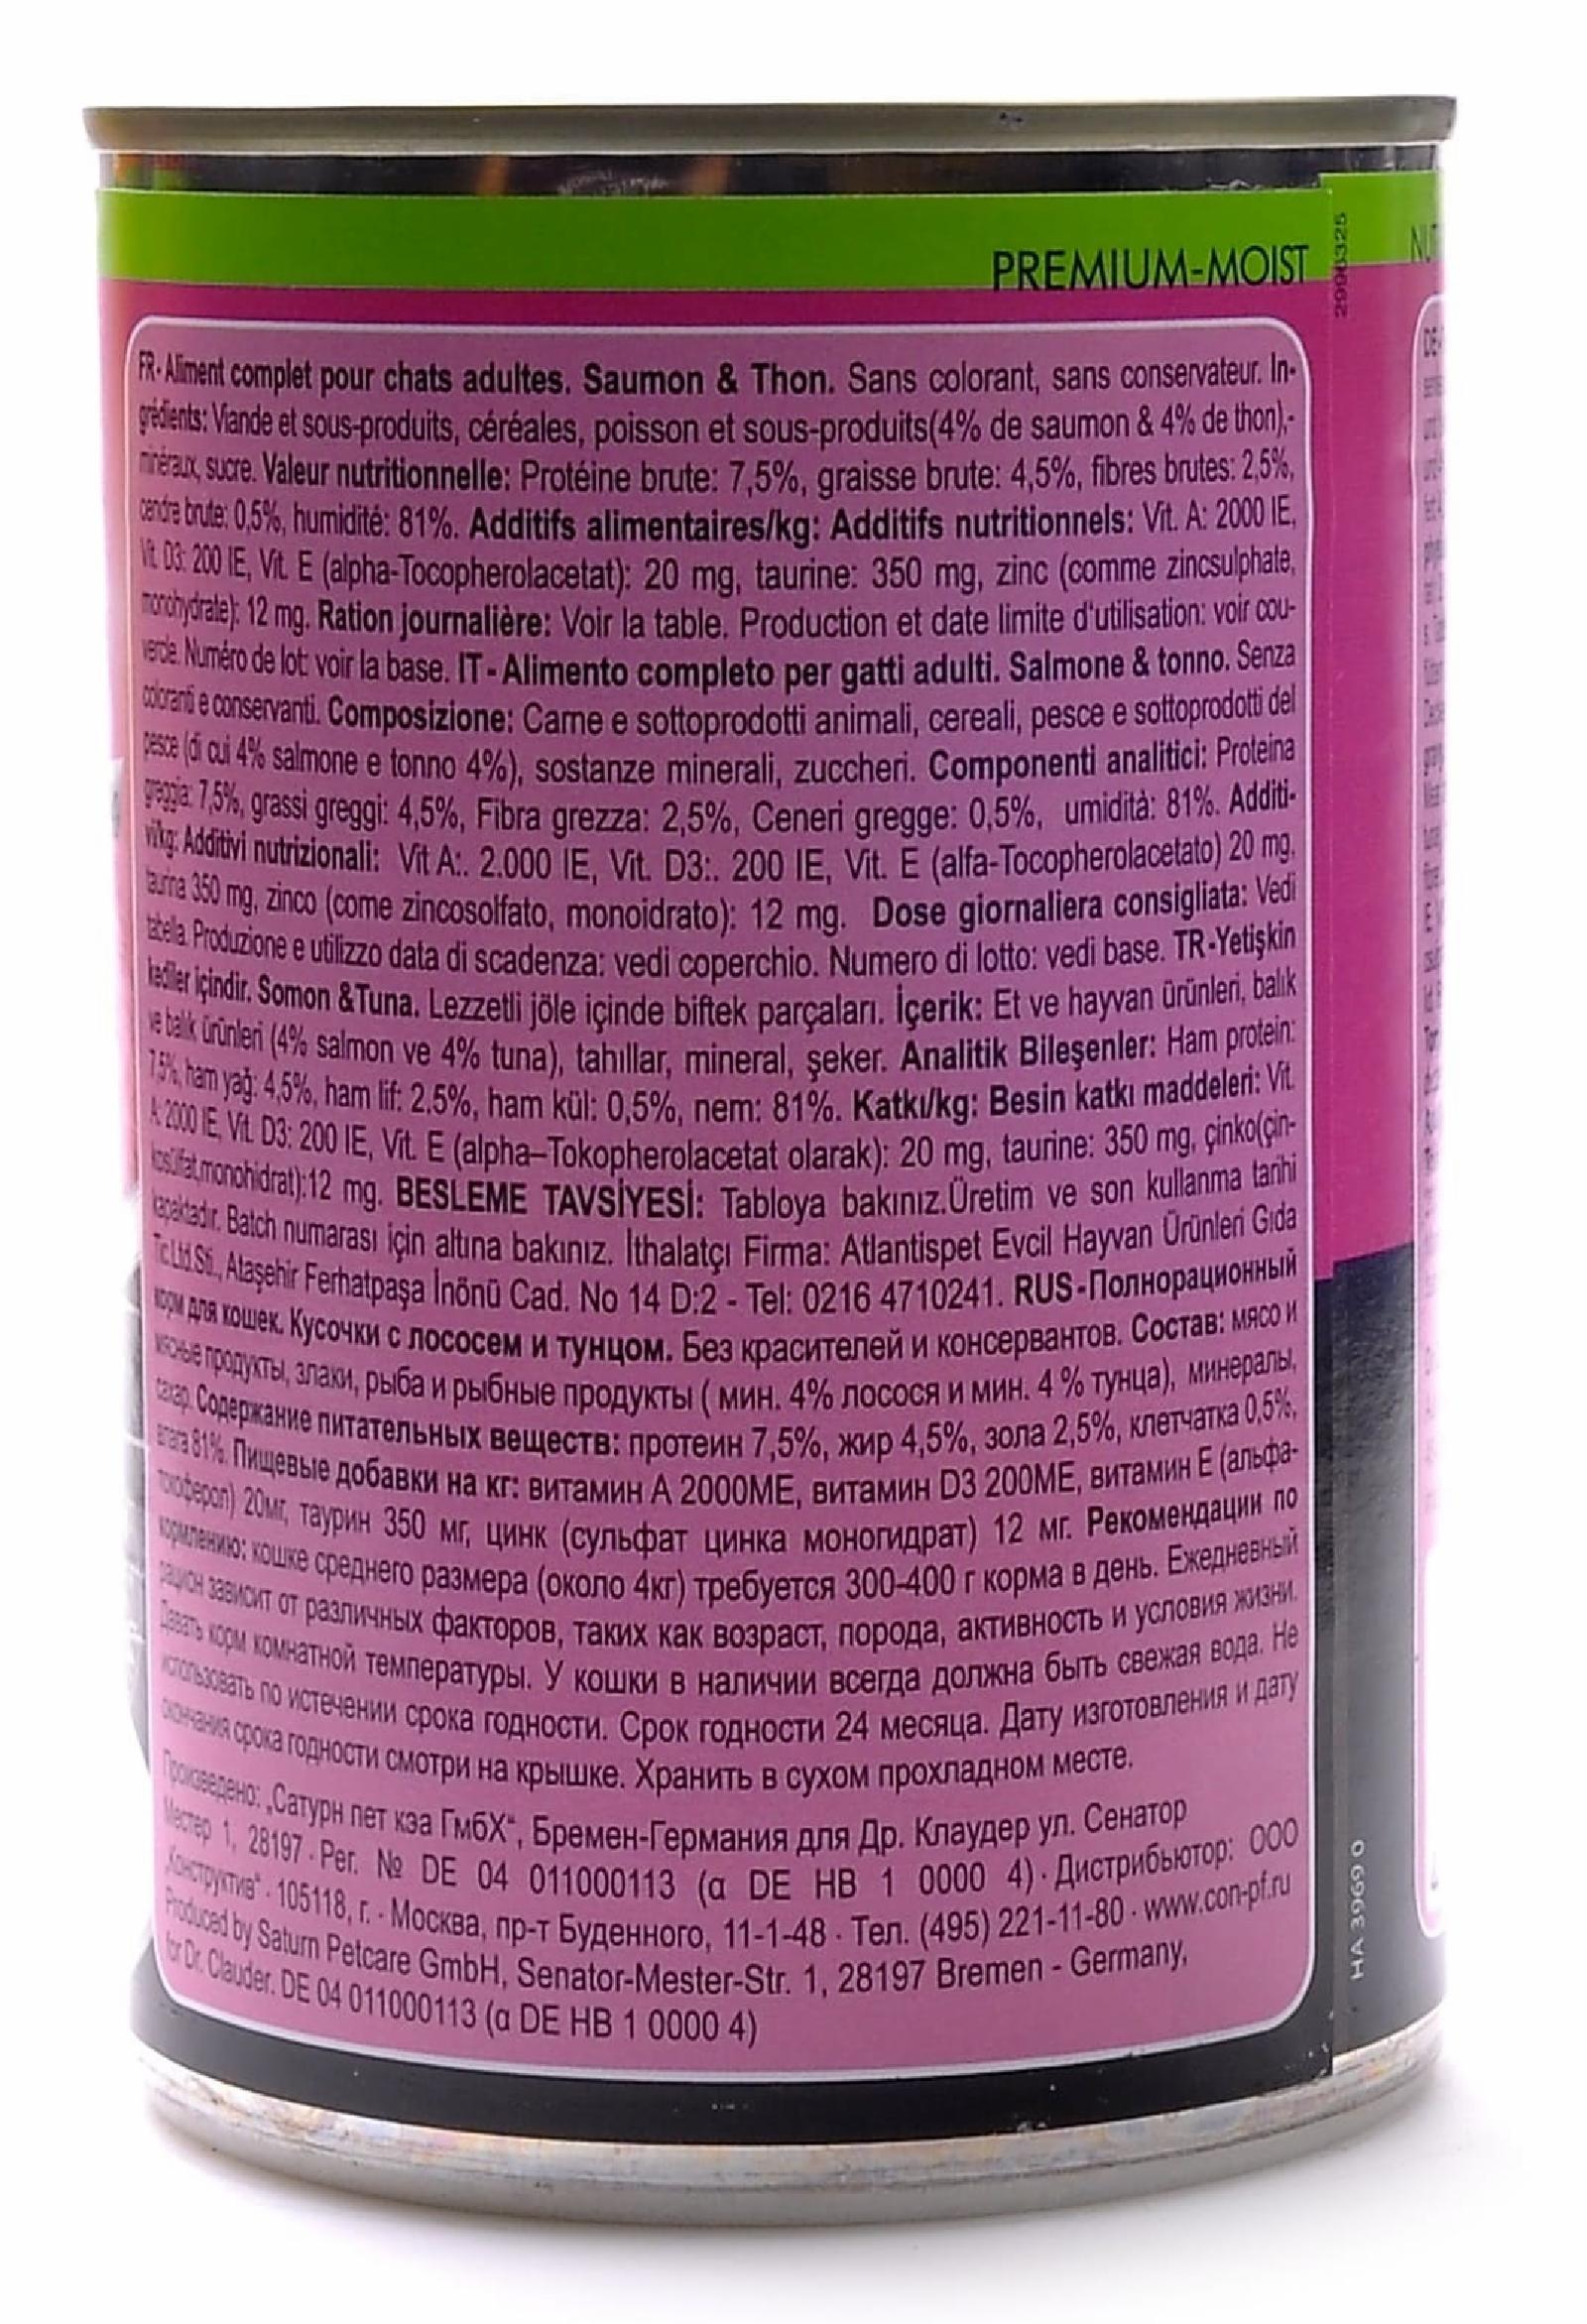 PREMIUM-MOIST
2996325
FR- Aliment complet pour chats adultes. Saumon & Thon. Sans colorant, sans conservateur. In-
grédients: Viande et sous-produits, céréales, poisson et sous-produits(4% de saumon & 4% de thon),-
minéraux, sucre. Valeur nutritionnelle: Protéine brute: 7,5%, graisse brute: 4,5%, fibres brutes: 2,5%,
cendre brute: 0,5%, humidité: 81%. Additifs alimentaires/kg: Additifs nutritionnels: Vit. A: 2000 IE,
Vit. D3: 200 IE, Vit. E (alpha-Tocopherolacetat): 20 mg, taurine: 350 mg, zinc (comme zincsulphate,
monohydrate): 12 mg. Ration journalière: Voir la table. Production et date limite d'utilisation: voir cou-
vercle. Numéro de lot: voir la base. IT - Alimento completo per gatti adulti. Salmone & tonno. Senza
coloranti e conservanti. Composizione: Carne e sottoprodotti animali, cereali, pesce e sottoprodotti del
pesce (di cui 4% salmone e tonno 4%), sostanze minerali, zuccheri. Componenti analitici: Proteina
greggia: 7,5%, grassi greggi: 4,5%, Fibra grezza: 2,5%, Ceneri gregge: 0,5%, umidità: 81%. Additi-
vi/kg: Additivi nutrizionali: Vit A:. 2.000 IE, Vit. D3:. 200 IE, Vit. E (alfa-Tocopherolacetato) 20 mg,
taurina 350 mg, zinco (come zincosolfato, monoidrato): 12 mg. Dose giornaliera consigliata: Vedi
tabella. Produzione e utilizzo data di scadenza: vedi coperchio. Numero di lotto: vedi base. TR-Yetişkin
kediler içindir. Somon &Tuna. Lezzetli jöle içinde biftek parçaları. İçerik: Et ve hayvan ürünleri, balık
ve balık ürünleri (4% salmon ve 4% tuna), tahıllar, mineral, şeker. Analitik Bileşenler: Ham protein:
7,5%, ham yağ: 4,5%, ham lif: 2.5%, ham kül: 0,5%, nem: 81%. Katkı/kg: Besin katkı maddeleri: Vit.
A: 2000 IE, Vit. D3: 200 IE, Vit. E (alpha–Tokopherolacetat olarak): 20 mg, taurine: 350 mg, çinko(çin-
kosülfat,monohidrat):12 mg. BESLEME TAVSİYESİ: Tabloya bakınız.Üretim ve son kullanma tarihi
kapaktadır. Batch numarası için altına bakınız. İthalatçı Firma: Atlantispet Evcil Hayvan Ürünleri Gıda
Tic.Ltd.Sti., Ataşehir Ferhatpaşa İnönü Cad. No 14 D:2 - Tel: 0216 4710241. RUS-Полнорационный
корм для кошек. Кусочки с лососем и тунцом. Без красителей и консервантов. Состав: мясо и
мясные продукты, злаки, рыба и рыбные продукты ( мин. 4% лосося и мин. 4 % тунца), минералы,
сахар. Содержание питательных веществ: протеин 7,5%, жир 4,5%, зола 2,5%, клетчатка 0,5%,
влага 81%. Пищевые добавки на кг: витамин А 2000МЕ, витамин D3 200МЕ, витамин Е (альфа-
токоферол) 20мг, таурин 350 мг, цинк (сульфат цинка моногидрат) 12 мг. Рекомендации по
кормлению: кошке среднего размера (около 4кг) требуется 300-400 г корма в день. Ежедневный
рацион зависит от различных факторов, таких как возраст, порода, активность и условия жизни.
Давать корм комнатной температуры. У кошки в наличии всегда должна быть свежая вода. Не
использовать по истечении срока годности. Срок годности 24 месяца. Дату изготовления и дату
окончания срока годности смотри на крышке. Хранить в сухом прохладном месте.
Произведено: „Сатурн пет кэа ГмбХ“, Бремен-Германия для Др. Клаудер ул. Сенатор
Местер 1, 28197 · Рег. № DE 04 011000113 (α DE HB 1 0000 4) · Дистрибьютор: ООО
„Конструктив“ · 105118, г. · Москва, пр-т Буденного, 11-1-48 · Тел. (495) 221-11-80 · www.con-pf.ru
Produced by Saturn Petcare GmbH, Senator-Mester-Str. 1, 28197 Bremen - Germany,
for Dr. Clauder. DE 04 011000113 (α DE HB 1 0000 4)
HA 3969 0